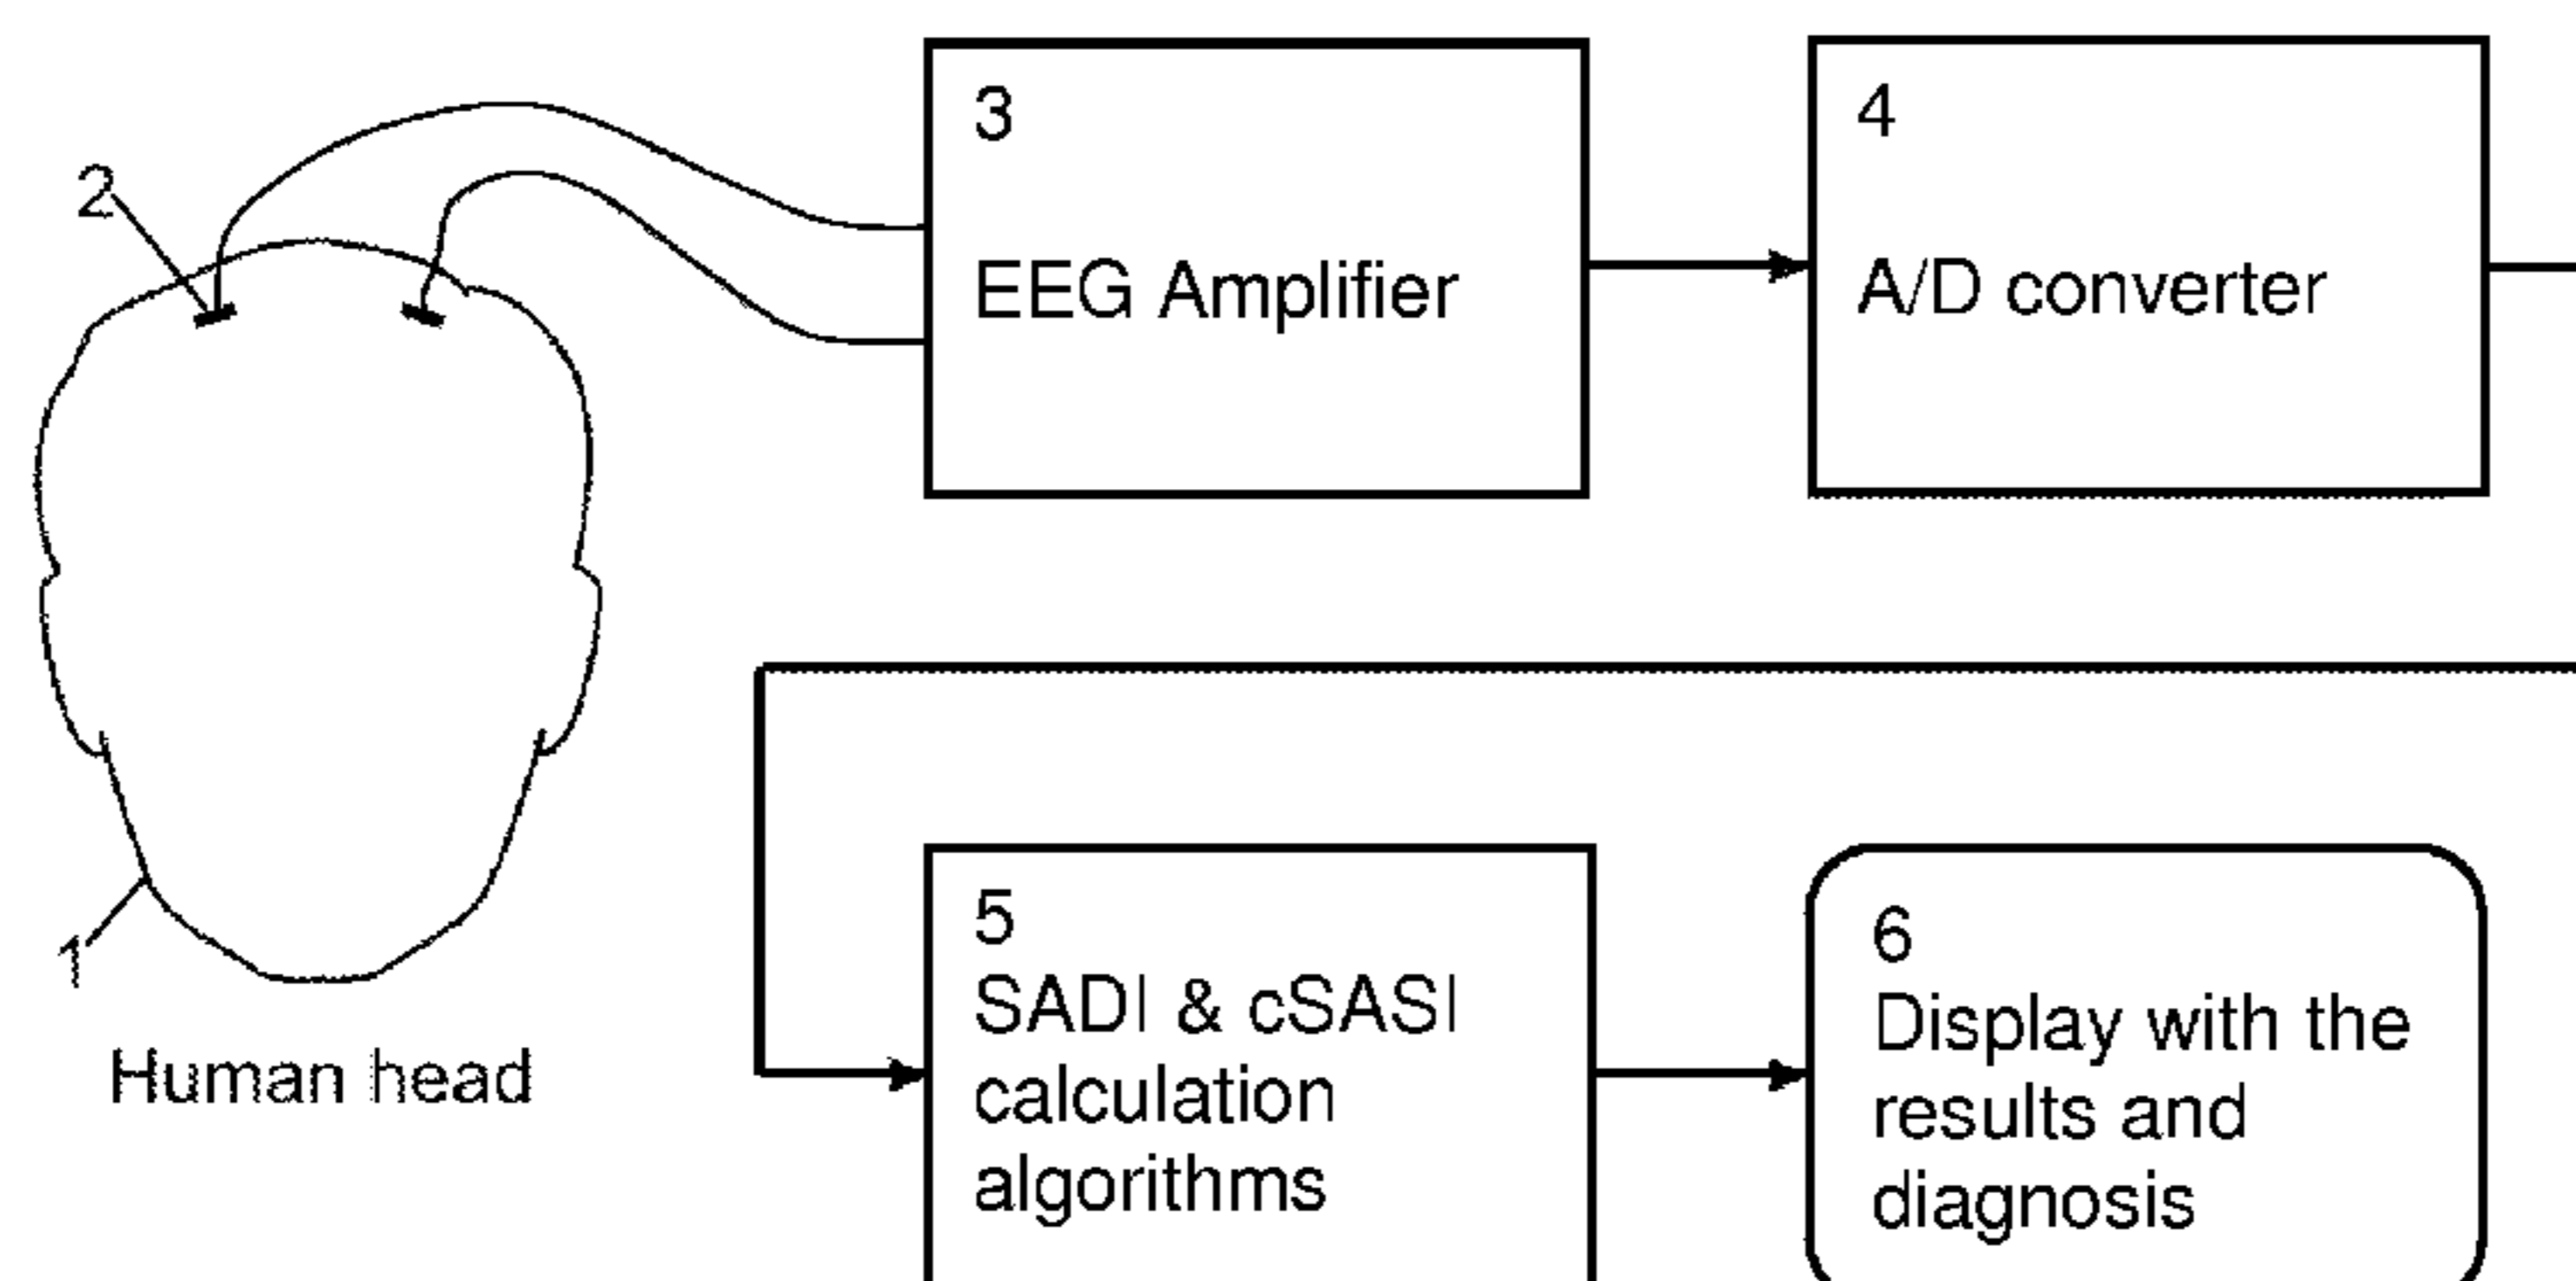 2
1
Human head
3
EEG Amplifier
4
A/D converter
5
SADI & cSASI
calculation
algorithms
6
Display with the
results and
diagnosis